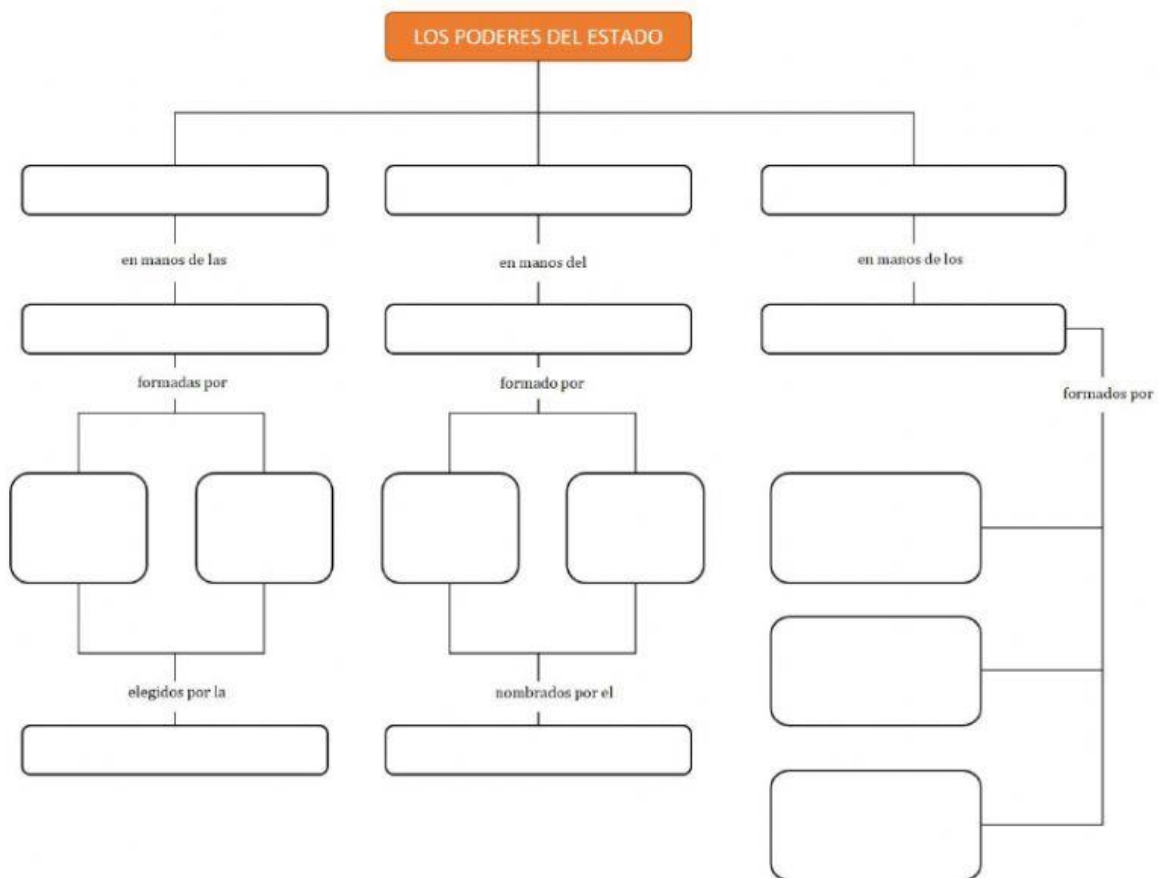 LOS PODERES DEL ESTADO
en manos de las
en manos del
en manos de los
formadas por
formado por
formados por
elegidos por la
nombrados por el